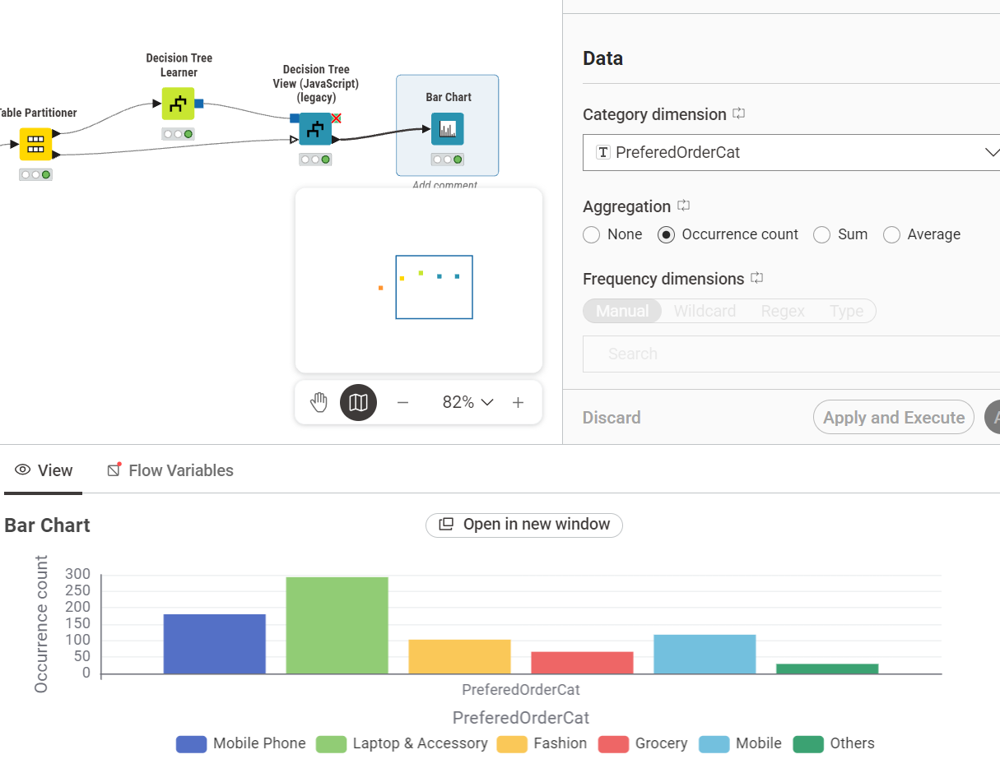 Decision Tree
Learner
Decision Tree
View (JavaScript)
(legacy)
Bar Chart
Table Partitioner
Add comment
82%
Data
Category dimension
T PreferedOrderCat
Aggregation
None Occurrence count Sum Average
Frequency dimensions
Manual Wildcard Regex Type
Search
Discard Apply and Execute A
View Flow Variables
Bar Chart Open in new window
Occurrence count
300
250
200
150
100
50
0
PreferedOrderCat
PreferedOrderCat
Mobile Phone Laptop & Accessory Fashion Grocery Mobile Others